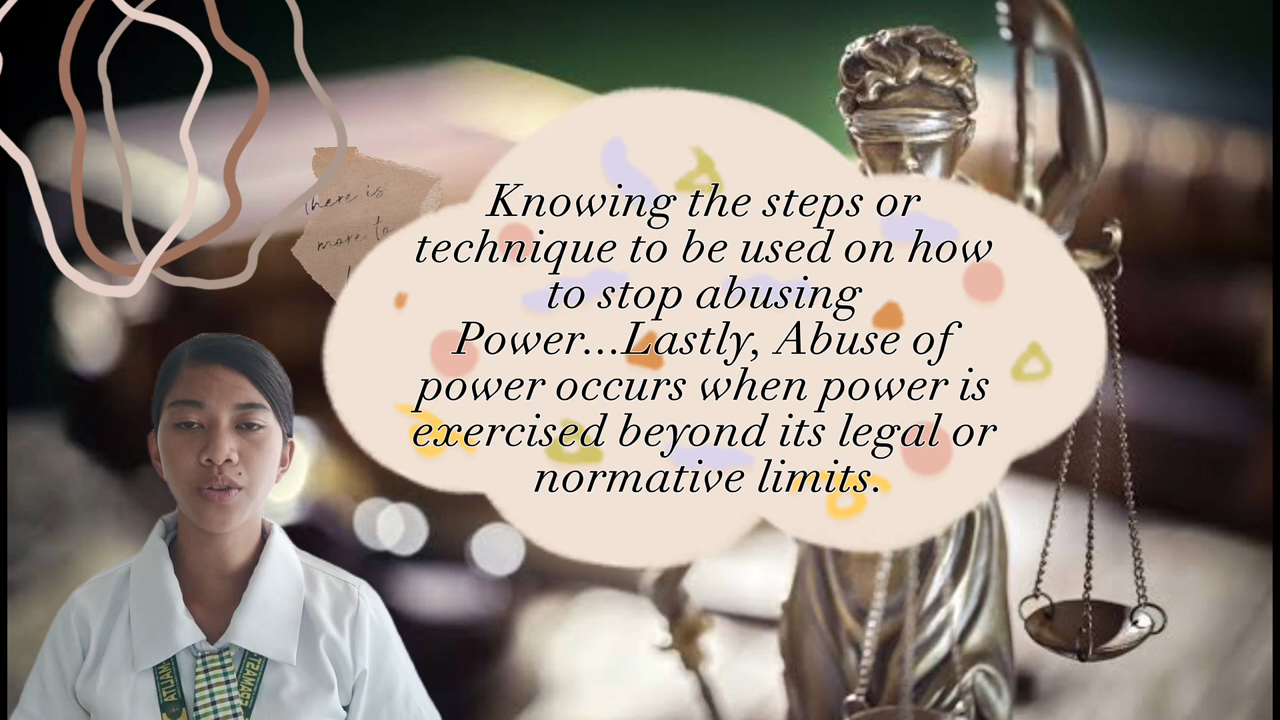 there is
more to
Knowing the steps or
technique to be used on how
to stop abusing
Power...Lastly, Abuse of
power occurs when power is
exercised beyond its legal or
normative limits.